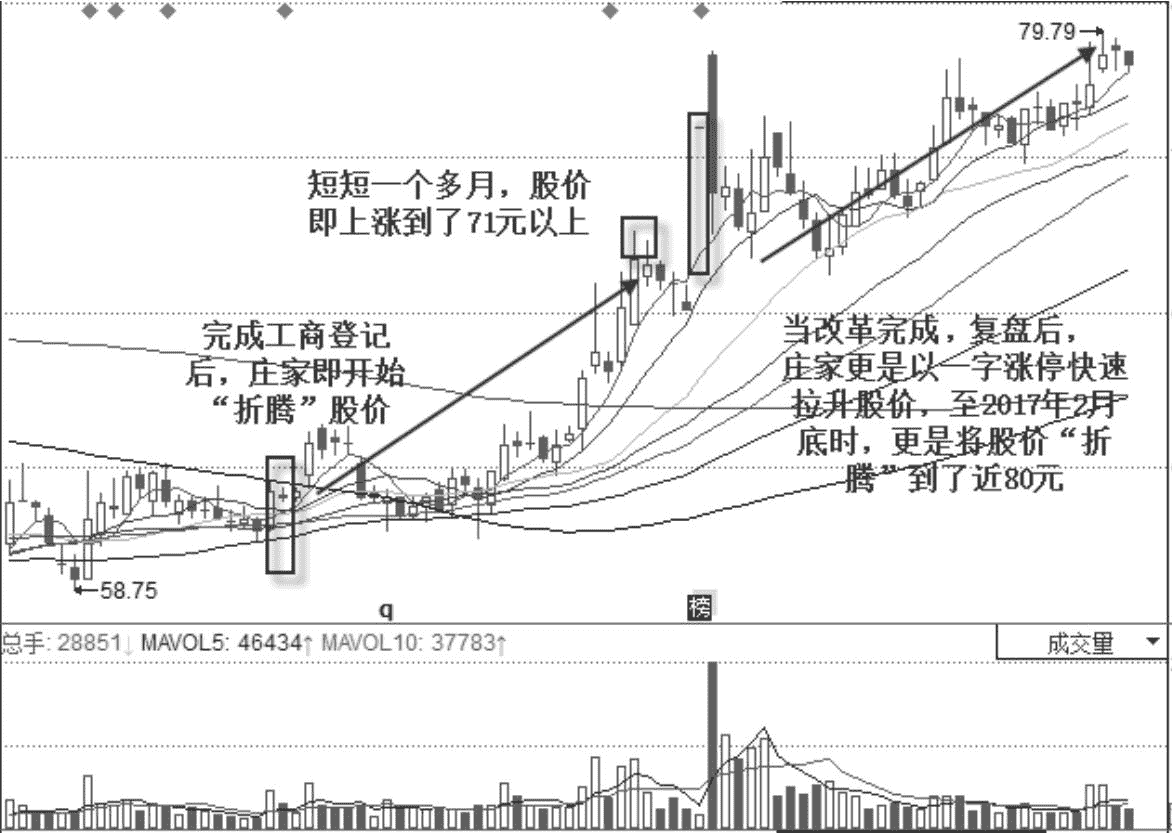 79.79
短短一个多月，股价
即上涨到了71元以上
完成工商登记
后，庄家即开始
“折腾”股价
当改革完成，复盘后，
庄家更是以一字涨停快速
拉升股价，至2017年2月
底时，更是将股价“折
腾”到了近80元
58.75
q
榜
总手: 28851↓ MAVOL5: 46434↑ MAVOL10: 37783↑
成交量